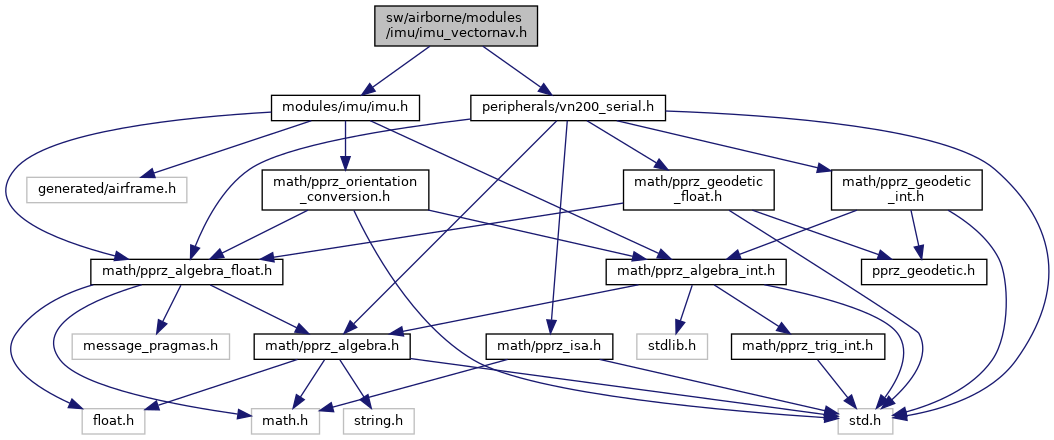 sw/airborne/modules
/imu/imu_vectornav.h
modules/imu/imu.h
peripherals/vn200_serial.h
generated/airframe.h
math/pprz_orientation
_conversion.h
math/pprz_geodetic
_float.h
math/pprz_geodetic
_int.h
math/pprz_algebra_float.h
math/pprz_algebra_int.h
pprz_geodetic.h
message_pragmas.h
math/pprz_algebra.h
math/pprz_isa.h
stdlib.h
math/pprz_trig_int.h
float.h
math.h
string.h
std.h